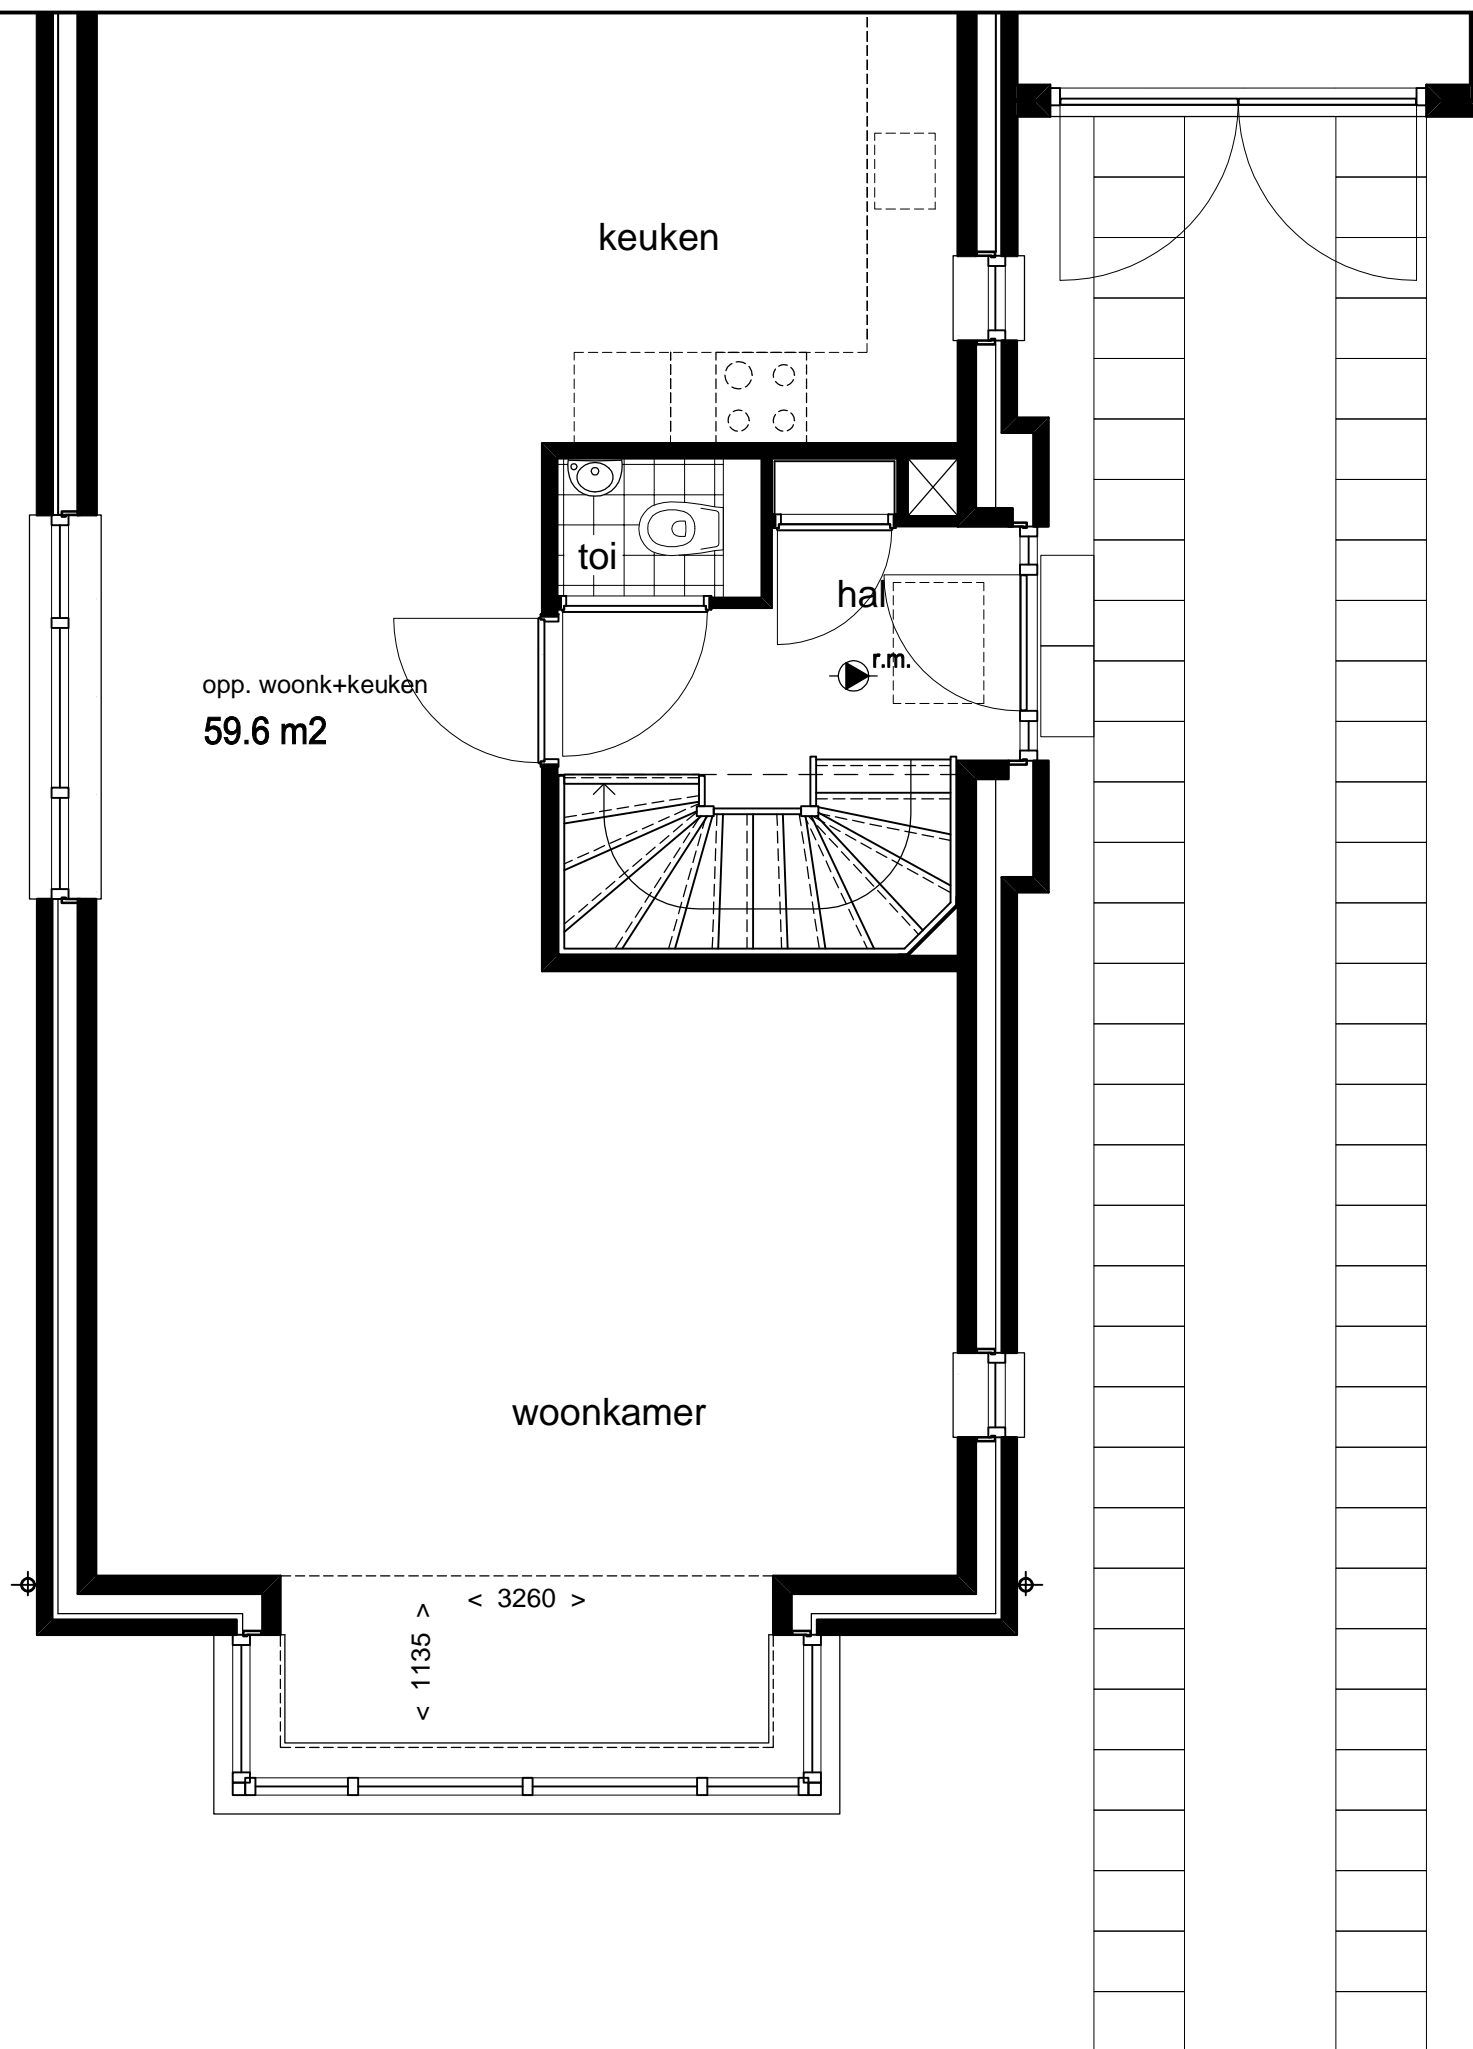 keuken
toi
hal
r.m.
opp. woonk+keuken
59.6 m2
woonkamer
< 3260 >
< 1135 >